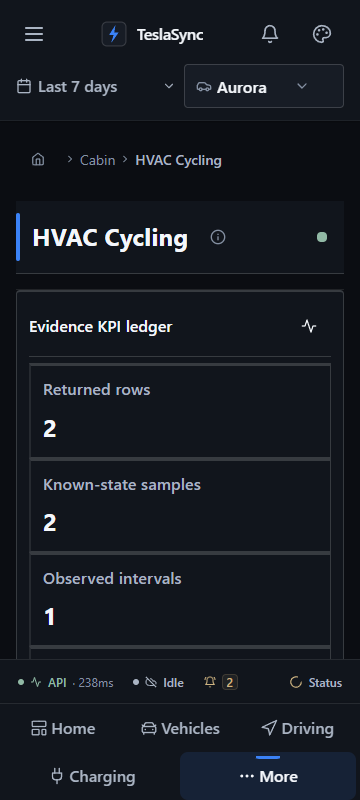 TeslaSync
Last 7 days
Aurora
Cabin
HVAC Cycling
HVAC Cycling
Evidence KPI ledger
Returned rows
2
Known-state samples
2
Observed intervals
1
API · 238ms
Idle
2
Status
Home
Vehicles
Driving
Charging
More